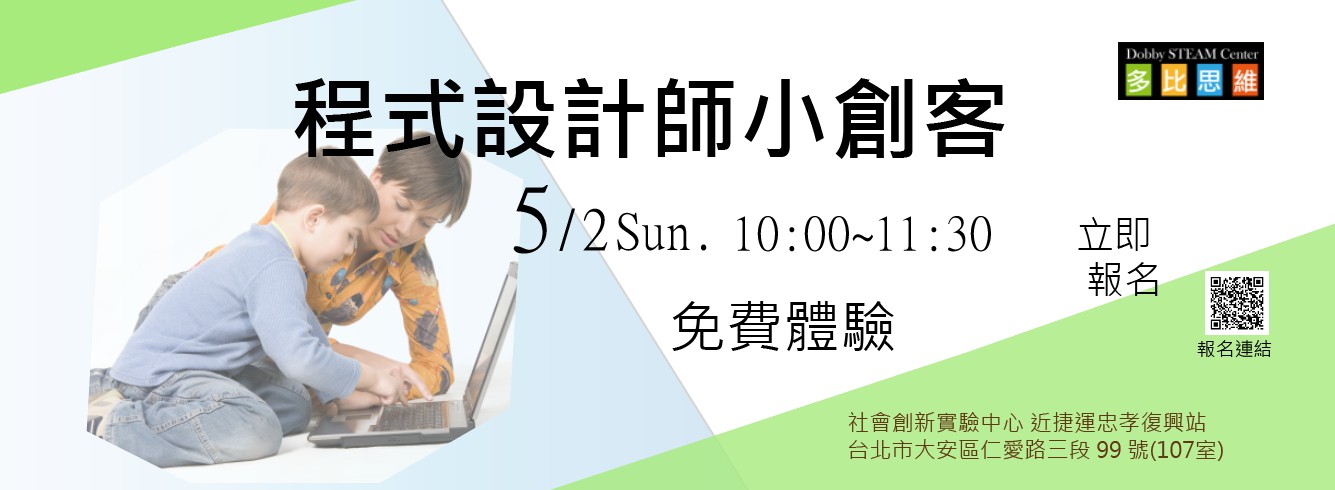 Dobby STEAM Center
多比思維
程式設計師小創客
5/2Sun. 10:00~11:30
立即
報名
免費體驗
報名連結
社會創新實驗中心 近捷運忠孝復興站
台北市大安區仁愛路三段 99 號(107室)